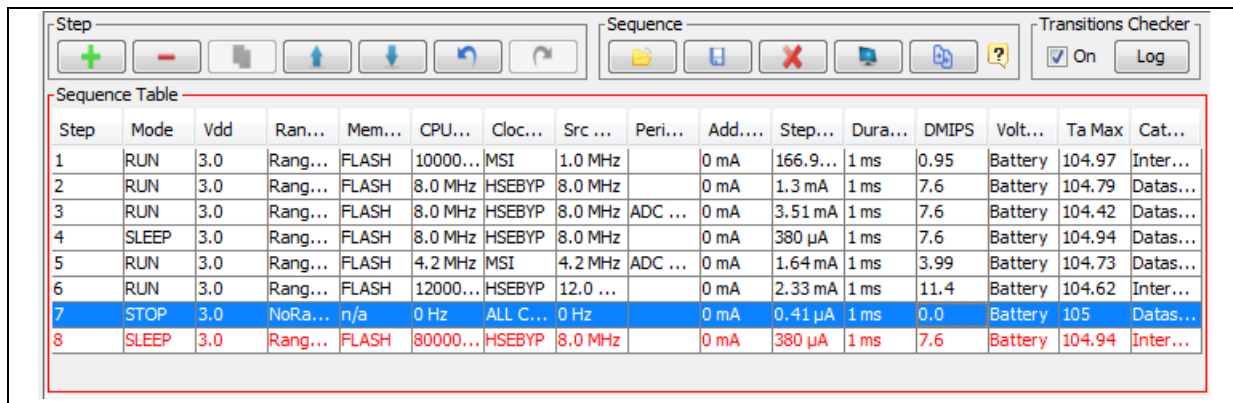 Step Sequence Transitions Checker
On Log
Sequence Table
Step Mode Vdd Ran... Mem... CPU... Cloc... Src ... Peri... Add.... Step... Dura... DMIPS Volt... Ta Max Cat...
1 RUN 3.0 Rang... FLASH 10000... MSI 1.0 MHz 0 mA 166.9... 1 ms 0.95 Battery 104.97 Inter...
2 RUN 3.0 Rang... FLASH 8.0 MHz HSEBYP 8.0 MHz 0 mA 1.3 mA 1 ms 7.6 Battery 104.79 Datas...
3 RUN 3.0 Rang... FLASH 8.0 MHz HSEBYP 8.0 MHz ADC ... 0 mA 3.51 mA 1 ms 7.6 Battery 104.42 Datas...
4 SLEEP 3.0 Rang... FLASH 8.0 MHz HSEBYP 8.0 MHz 0 mA 380 µA 1 ms 7.6 Battery 104.94 Datas...
5 RUN 3.0 Rang... FLASH 4.2 MHz MSI 4.2 MHz ADC ... 0 mA 1.64 mA 1 ms 3.99 Battery 104.73 Datas...
6 RUN 3.0 Rang... FLASH 12000... HSEBYP 12.0 ... 0 mA 2.33 mA 1 ms 11.4 Battery 104.62 Inter...
7 STOP 3.0 NoRa... n/a 0 Hz ALL C... 0 Hz 0 mA 0.41 µA 1 ms 0.0 Battery 105 Datas...
8 SLEEP 3.0 Rang... FLASH 80000... HSEBYP 8.0 MHz 0 mA 380 µA 1 ms 7.6 Battery 104.94 Inter...